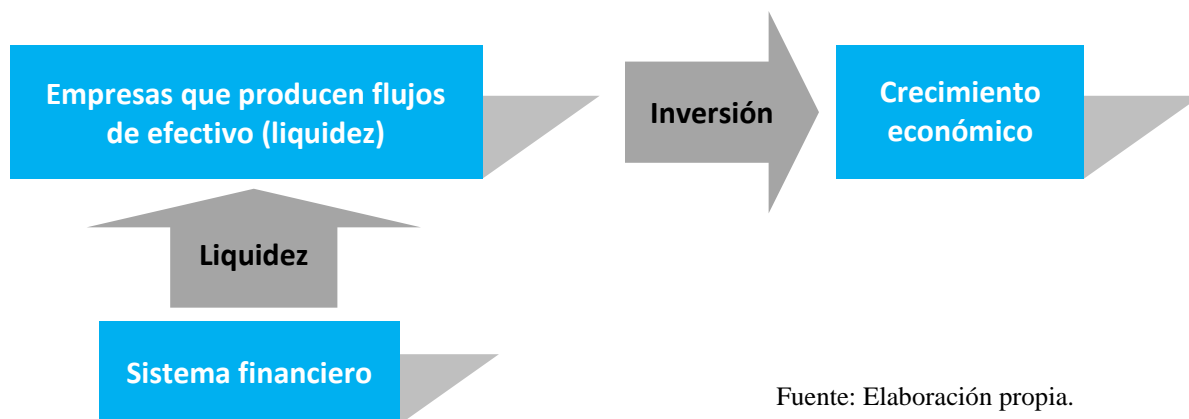 Empresas que producen flujos
de efectivo (liquidez)
Inversión
Crecimiento
económico
Liquidez
Sistema financiero
Fuente: Elaboración propia.